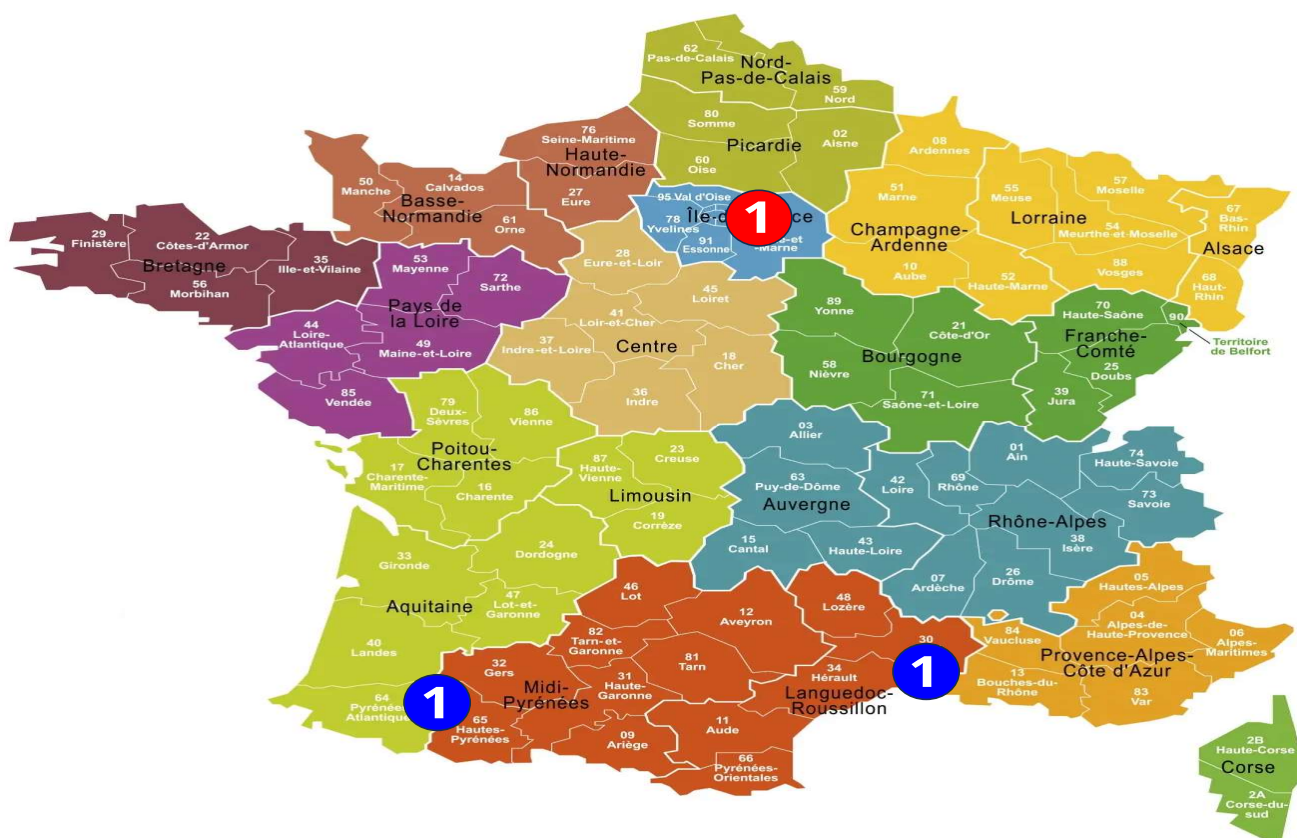 62
Pas-de-Calais
Nord-
Pas-de-Calais
59
Nord
80
Somme
02
Aisne
Picardie
60
Oise
76
Seine-Maritime
Haute-
Normandie
27
Eure
50
Manche
14
Calvados
Basse-
Normandie
61
Orne
08
Ardennes
51
Marne
Champagne-
Ardenne
10
Aube
52
Haute-Marne
55
Meuse
57
Moselle
Lorraine
54
Meurthe-et-Moselle
88
Vosges
67
Bas-
Rhin
Alsace
68
Haut-
Rhin
95 Val d'Oise
1
78
Yvelines
91
Essonne
Marne
29
Finistère
22
Côtes-d'Armor
Bretagne
35
Ille-et-Vilaine
56
Morbihan
53
Mayenne
72
Sarthe
Pays de
la Loire
44
Loire-
Atlantique
49
Maine-et-Loire
85
Vendée
28
Eure-et-Loir
45
Loiret
41
Loir-et-Cher
37
Indre-et-Loire
Centre
18
Cher
36
Indre
89
Yonne
21
Côte-d'Or
Bourgogne
58
Nièvre
71
Saône-et-Loire
70
Haute-Saône
90
Territoire
de Belfort
Franche-
Comté
25
Doubs
39
Jura
79
Deux-
Sèvres
86
Vienne
Poitou-
Charentes
17
Charente-
Maritime
16
Charente
87
Haute-
Vienne
23
Creuse
Limousin
19
Corrèze
03
Allier
63
Puy-de-Dôme
Auvergne
15
Cantal
43
Haute-Loire
42
Loire
69
Rhône
01
Ain
74
Haute-Savoie
73
Savoie
Rhône-Alpes
38
Isère
07
Ardèche
26
Drôme
33
Gironde
24
Dordogne
Aquitaine
47
Lot-et-
Garonne
40
Landes
64
1
46
Lot
12
Aveyron
82
Tarn-et-
Garonne
32
Gers
81
Tarn
31
Haute-
Garonne
Midi-
Pyrénées
65
Hautes-
Pyrénées
09
Ariège
48
Lozère
30
1
34
Hérault
Languedoc-
Roussillon
11
Aude
66
Pyrénées-
Orientales
05
Hautes-Alpes
84
Vaucluse
04
Alpes-de-
Haute-Provence
06
Alpes-
Maritimes
Provence-Alpes-
Côte d'Azur
13
Bouches-du-
Rhône
83
Var
2B
Haute-Corse
Corse
2A
Corse-du-
sud